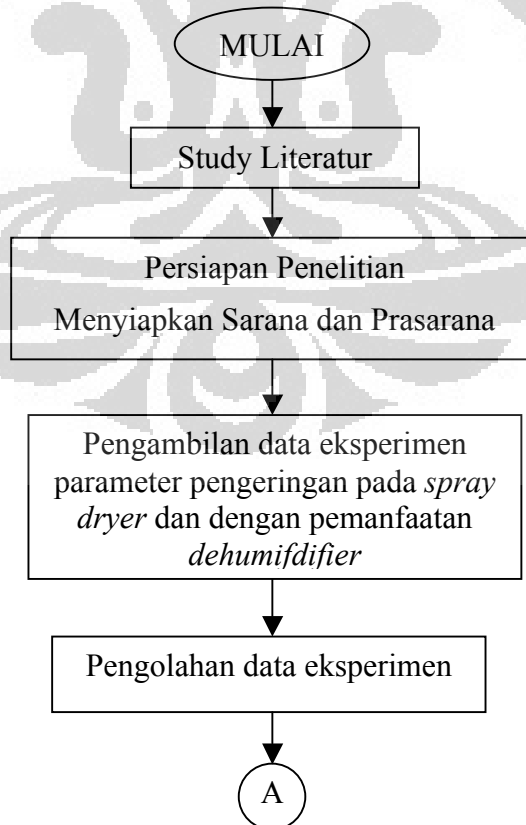 MULAI
Study Literatur
Persiapan Penelitian
Menyiapkan Sarana dan Prasarana
Pengambilan data eksperimen
parameter pengeringan pada spray
dryer dan dengan pemanfaatan
dehumifdifier
Pengolahan data eksperimen
A